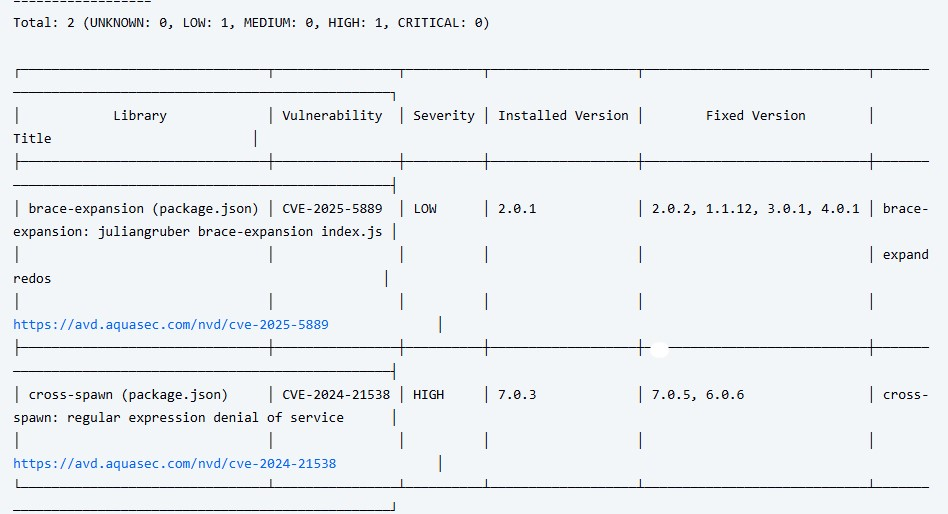 Total: 2 (UNKNOWN: 0, LOW: 1, MEDIUM: 0, HIGH: 1, CRITICAL: 0)
│ Library │ Vulnerability │ Severity │ Installed Version │ Fixed Version │
Title │
│ brace-expansion (package.json) │ CVE-2025-5889 │ LOW │ 2.0.1 │ 2.0.2, 1.1.12, 3.0.1, 4.0.1 │ brace-
expansion: juliangruber brace-expansion index.js │
│ │ │ │ │ │ expand
redos │
│ │ │ │ │ │
https://avd.aquasec.com/nvd/cve-2025-5889 │
│ cross-spawn (package.json) │ CVE-2024-21538 │ HIGH │ 7.0.3 │ 7.0.5, 6.0.6 │ cross-
spawn: regular expression denial of service │
│ │ │ │ │ │
https://avd.aquasec.com/nvd/cve-2024-21538 │